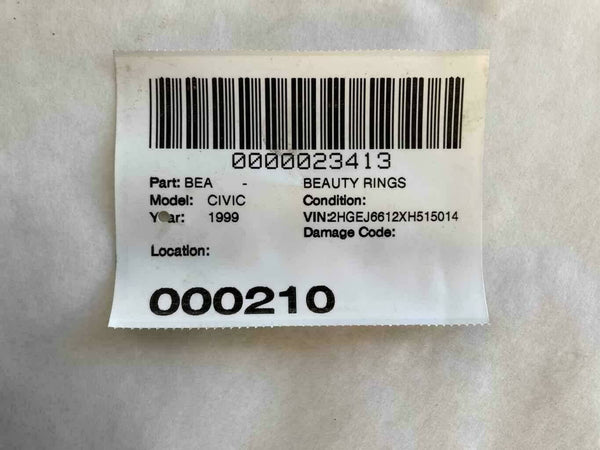 0000023413
Part: BEA - BEAUTY RINGS
Model: CIVIC Condition:
Year: 1999 VIN:2HGEJ6612XH515014
Damage Code:
Location:
000210